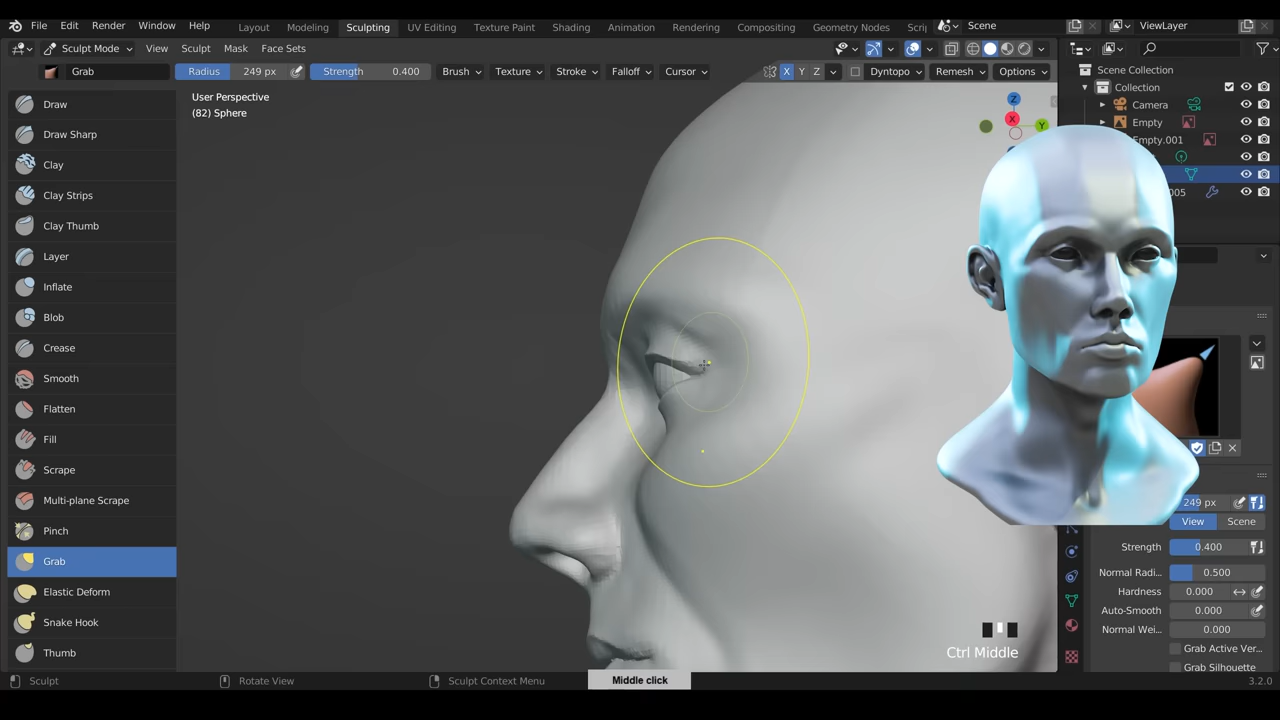 File Edit Render Window Help Layout Modeling Sculpting UV Editing Texture Paint Shading Animation Rendering Compositing Geometry Nodes Scri Scene ViewLayer
Sculpt Mode View Sculpt Mask Face Sets
Grab Radius 249 px Strength 0.400 Brush Texture Stroke Falloff Cursor X Y Z Dyntopo Remesh Options
Scene Collection
Collection
Camera
Empty
Empty.001
005
User Perspective
(82) Sphere
Z
X
Y
Draw
Draw Sharp
Clay
Clay Strips
Clay Thumb
Layer
Inflate
Blob
Crease
Smooth
Flatten
Fill
Scrape
Multi-plane Scrape
Pinch
Grab
Elastic Deform
Snake Hook
Thumb
249 px
View Scene
Strength 0.400
Normal Radi... 0.500
Hardness 0.000
Auto-Smooth 0.000
Normal Wei... 0.000
Grab Active Ver...
Grab Silhouette
Ctrl Middle
Sculpt Rotate View Sculpt Context Menu Middle click 3.2.0